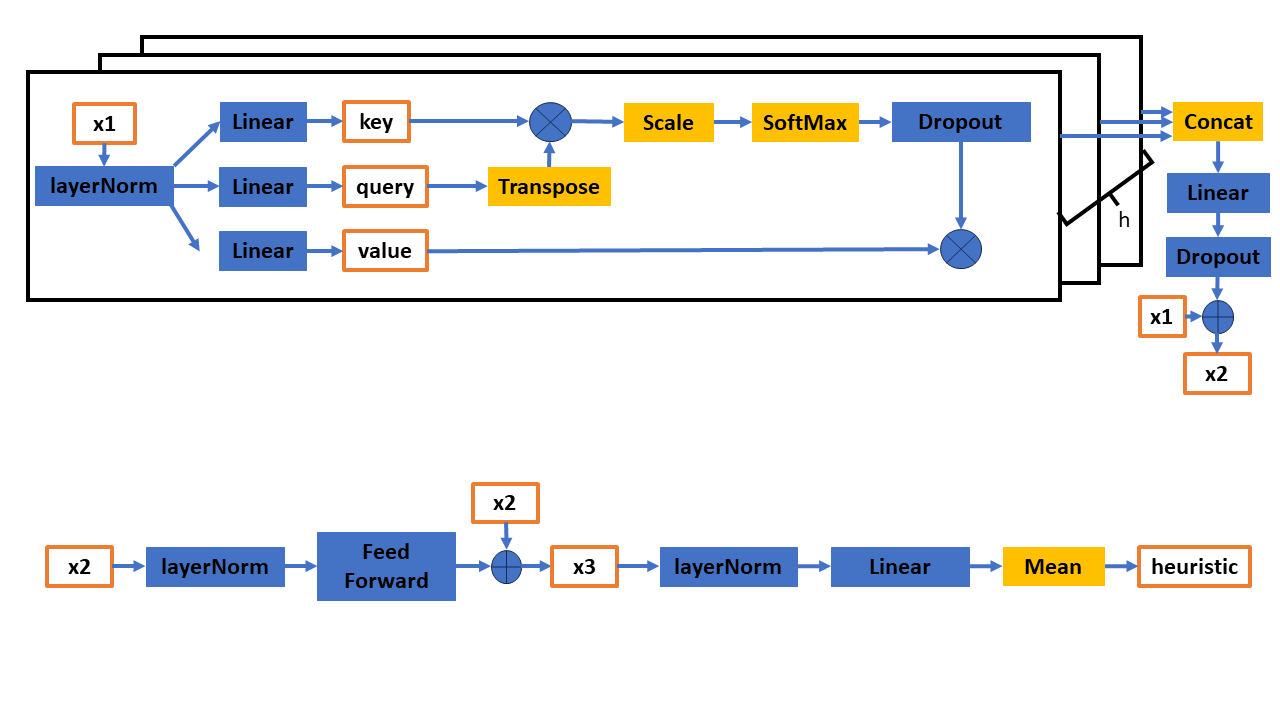 x1
layerNorm
Linear
key
Scale
SoftMax
Dropout
Linear
query
Transpose
Linear
value
h
Concat
Linear
Dropout
x1
x2
x2
x2
layerNorm
Feed
Forward
x3
layerNorm
Linear
Mean
heuristic